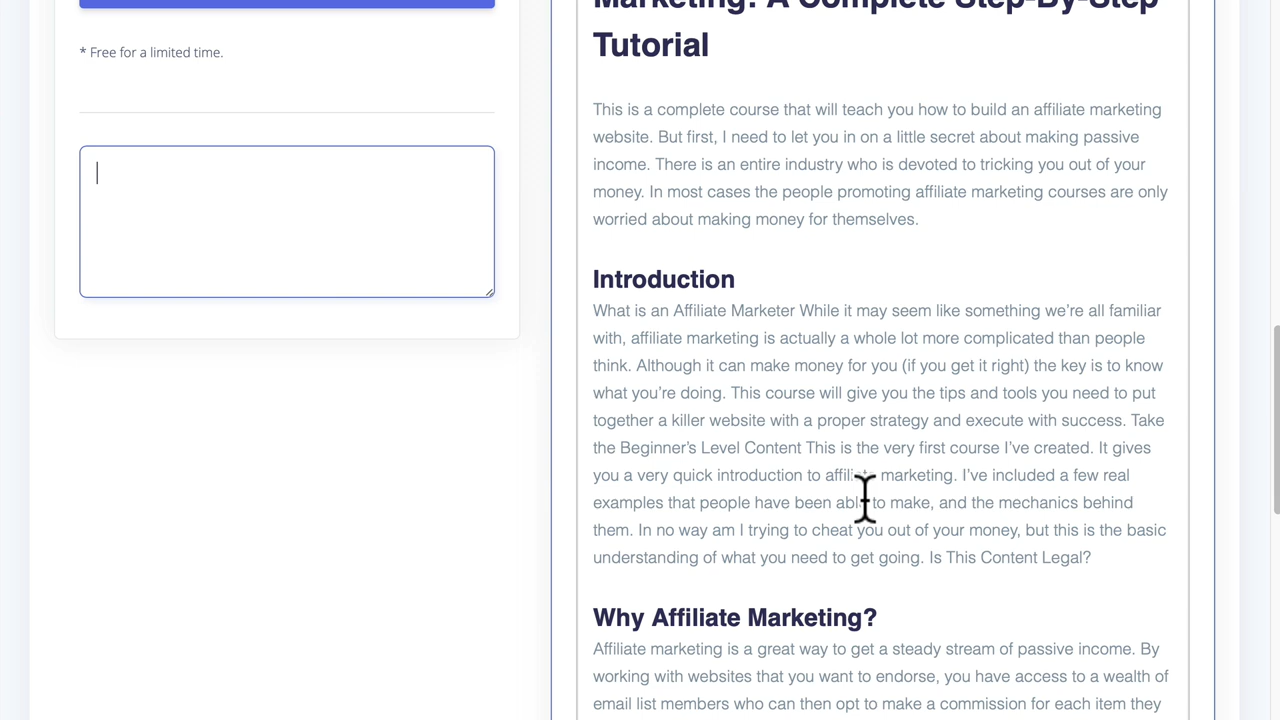 * Free for a limited time.
Marketing: A Complete Step-By-Step
Tutorial
This is a complete course that will teach you how to build an affiliate marketing
website. But first, I need to let you in on a little secret about making passive
income. There is an entire industry who is devoted to tricking you out of your
money. In most cases the people promoting affiliate marketing courses are only
worried about making money for themselves.
Introduction
What is an Affiliate Marketer While it may seem like something we're all familiar
with, affiliate marketing is actually a whole lot more complicated than people
think. Although it can make money for you (if you get it right) the key is to know
what you're doing. This course will give you the tips and tools you need to put
together a killer website with a proper strategy and execute with success. Take
the Beginner's Level Content This is the very first course I've created. It gives
you a very quick introduction to affiliate marketing. I've included a few real
examples that people have been able to make, and the mechanics behind
them. In no way am I trying to cheat you out of your money, but this is the basic
understanding of what you need to get going. Is This Content Legal?
Why Affiliate Marketing?
Affiliate marketing is a great way to get a steady stream of passive income. By
working with websites that you want to endorse, you have access to a wealth of
email list members who can then opt to make a commission for each item they